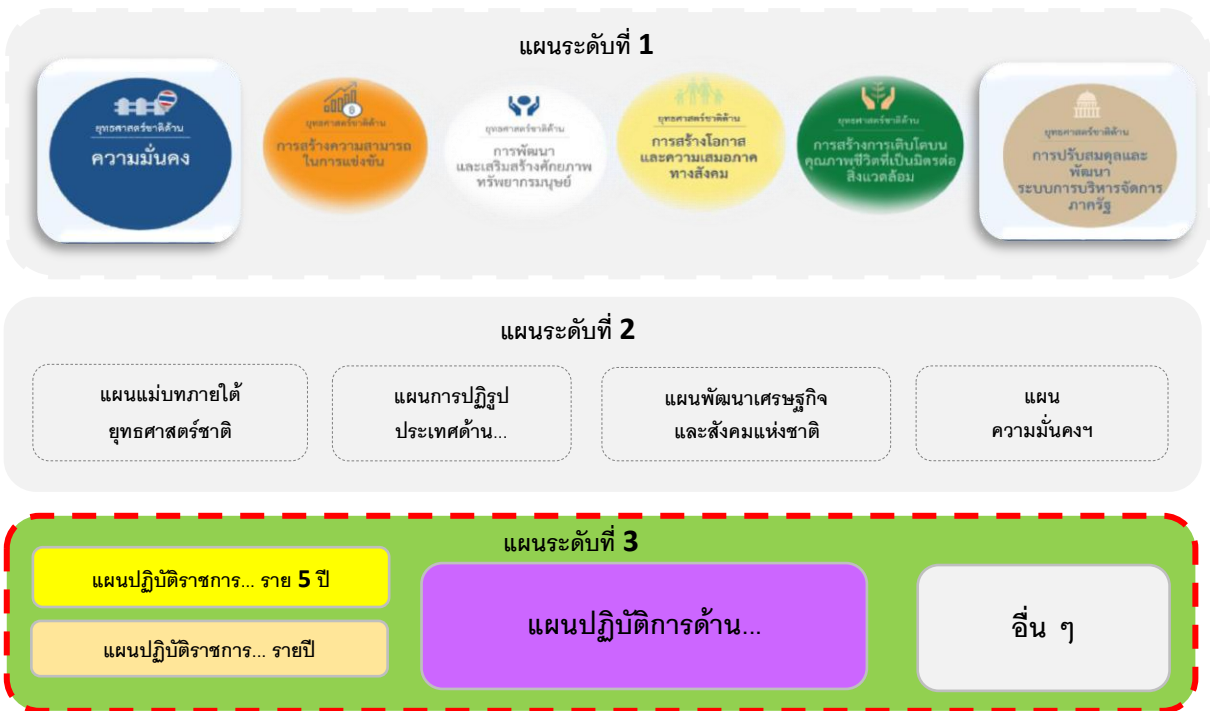 แผนระดับที่ 1
ยุทธศาสตร์ชาติด้าน
ความมั่นคง
ยุทธศาสตร์ชาติด้าน
การสร้างความสามารถ
ในการแข่งขัน
ยุทธศาสตร์ชาติด้าน
การพัฒนา
และเสริมสร้างศักยภาพ
ทรัพยากรมนุษย์
ยุทธศาสตร์ชาติด้าน
การสร้างโอกาส
และความเสมอภาค
ทางสังคม
ยุทธศาสตร์ชาติด้าน
การสร้างการเติบโตบน
คุณภาพชีวิตที่เป็นมิตรต่อ
สิ่งแวดล้อม
ยุทธศาสตร์ชาติด้าน
การปรับสมดุลและ
พัฒนา
ระบบการบริหารจัดการ
ภาครัฐ
แผนระดับที่ 2
แผนแม่บทภายใต้
ยุทธศาสตร์ชาติ
แผนการปฏิรูป
ประเทศด้าน...
แผนพัฒนาเศรษฐกิจ
และสังคมแห่งชาติ
แผน
ความมั่นคงฯ
แผนระดับที่ 3
แผนปฏิบัติราชการ... ราย 5 ปี
แผนปฏิบัติราชการ... รายปี
แผนปฏิบัติการด้าน...
อื่น ๆ